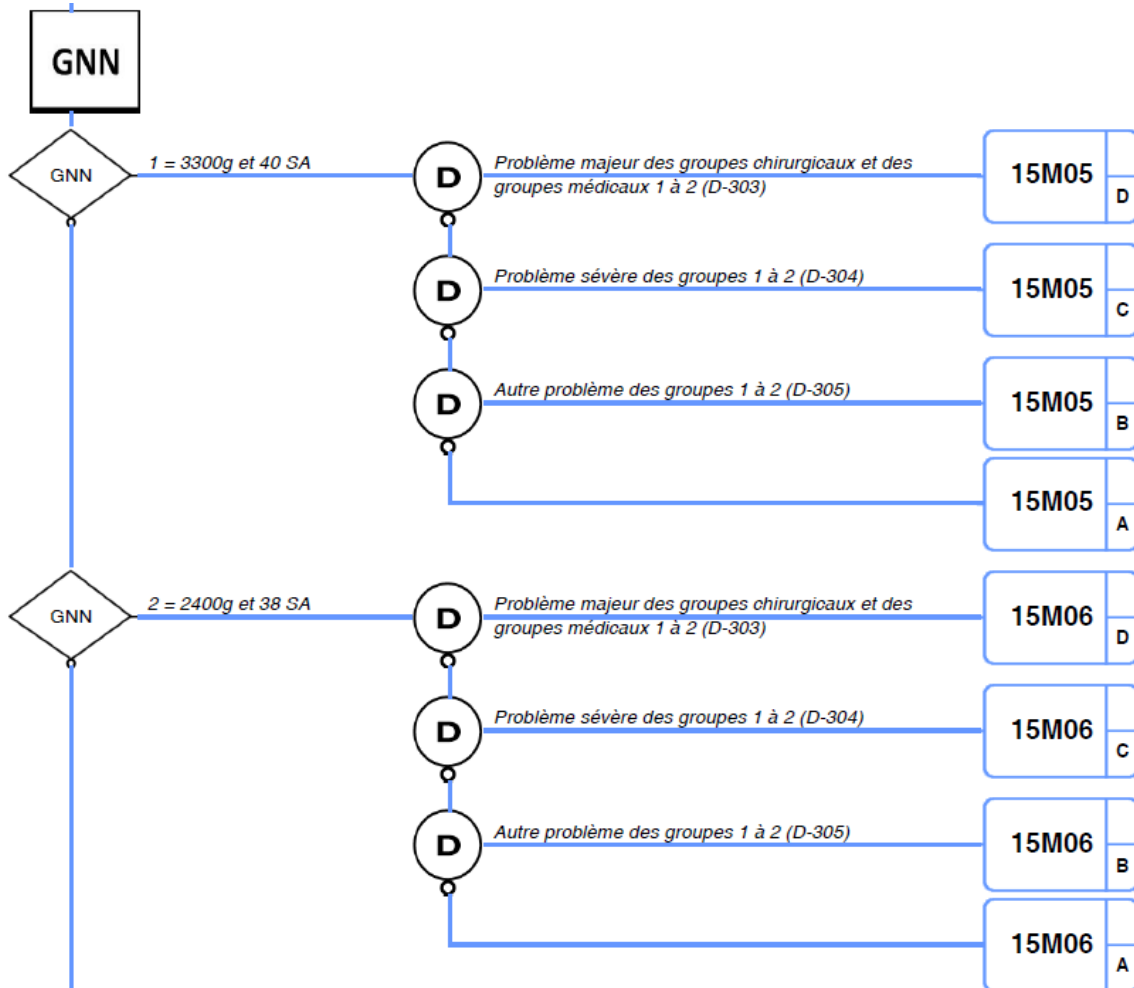 GNN
GNN
1 = 3300g et 40 SA
D
Problème majeur des groupes chirurgicaux et des
groupes médicaux 1 à 2 (D-303)
15M05
D
D
Problème sévère des groupes 1 à 2 (D-304)
15M05
C
D
Autre problème des groupes 1 à 2 (D-305)
15M05
B
15M05
A
GNN
2 = 2400g et 38 SA
D
Problème majeur des groupes chirurgicaux et des
groupes médicaux 1 à 2 (D-303)
15M06
D
D
Problème sévère des groupes 1 à 2 (D-304)
15M06
C
D
Autre problème des groupes 1 à 2 (D-305)
15M06
B
15M06
A